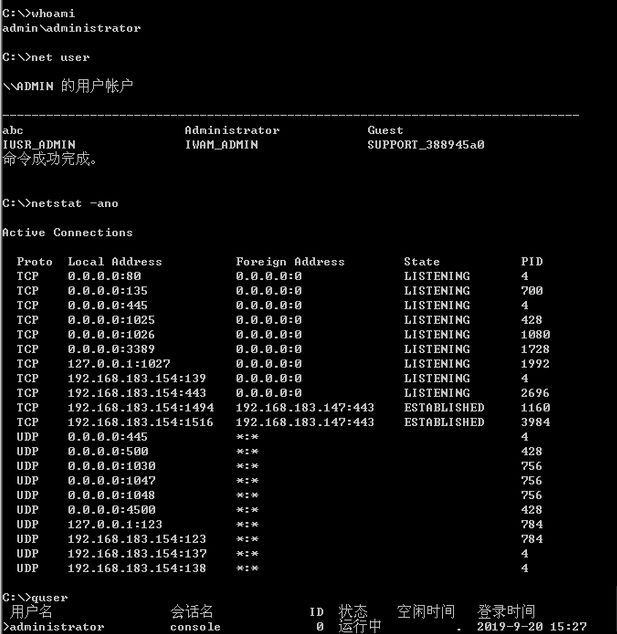 C:\>whoami
admin\administrator
C:\>net user
\\ADMIN 的用户帐户
-------------------------------------------------------------------------------
abc Administrator Guest
IUSR_ADMIN IWAM_ADMIN SUPPORT_388945a0
命令成功完成。
C:\>netstat -ano
Active Connections
Proto Local Address Foreign Address State PID
TCP 0.0.0.0:80 0.0.0.0:0 LISTENING 4
TCP 0.0.0.0:135 0.0.0.0:0 LISTENING 700
TCP 0.0.0.0:445 0.0.0.0:0 LISTENING 4
TCP 0.0.0.0:1025 0.0.0.0:0 LISTENING 428
TCP 0.0.0.0:1026 0.0.0.0:0 LISTENING 1080
TCP 0.0.0.0:3389 0.0.0.0:0 LISTENING 1728
TCP 127.0.0.1:1027 0.0.0.0:0 LISTENING 1992
TCP 192.168.183.154:139 0.0.0.0:0 LISTENING 4
TCP 192.168.183.154:443 0.0.0.0:0 LISTENING 2696
TCP 192.168.183.154:1494 192.168.183.147:443 ESTABLISHED 1160
TCP 192.168.183.154:1516 192.168.183.147:443 ESTABLISHED 3984
UDP 0.0.0.0:445 *:* 4
UDP 0.0.0.0:500 *:* 428
UDP 0.0.0.0:1030 *:* 756
UDP 0.0.0.0:1047 *:* 756
UDP 0.0.0.0:1048 *:* 756
UDP 0.0.0.0:4500 *:* 428
UDP 127.0.0.1:123 *:* 784
UDP 192.168.183.154:123 *:* 784
UDP 192.168.183.154:137 *:* 4
UDP 192.168.183.154:138 *:* 4
C:\>quser
用户名 会话名 ID 状态 空闲时间 登录时间
>administrator console 0 运行中 . 2019-9-20 15:27